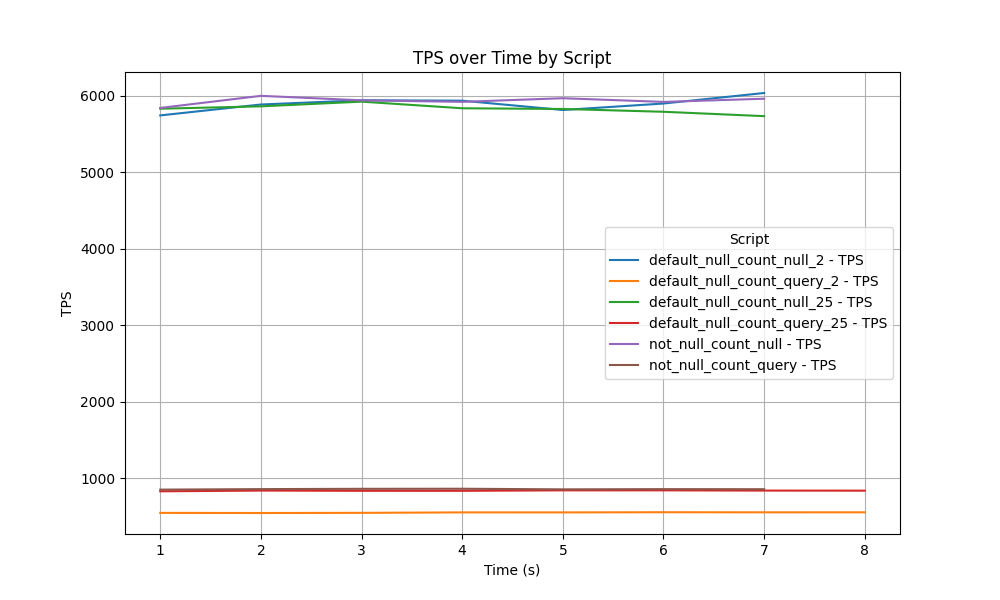 TPS over Time by Script
6000
5000
4000
3000
2000
1000
TPS
Script
default_null_count_null_2 - TPS
default_null_count_query_2 - TPS
default_null_count_null_25 - TPS
default_null_count_query_25 - TPS
not_null_count_null - TPS
not_null_count_query - TPS
1 2 3 4 5 6 7 8
Time (s)